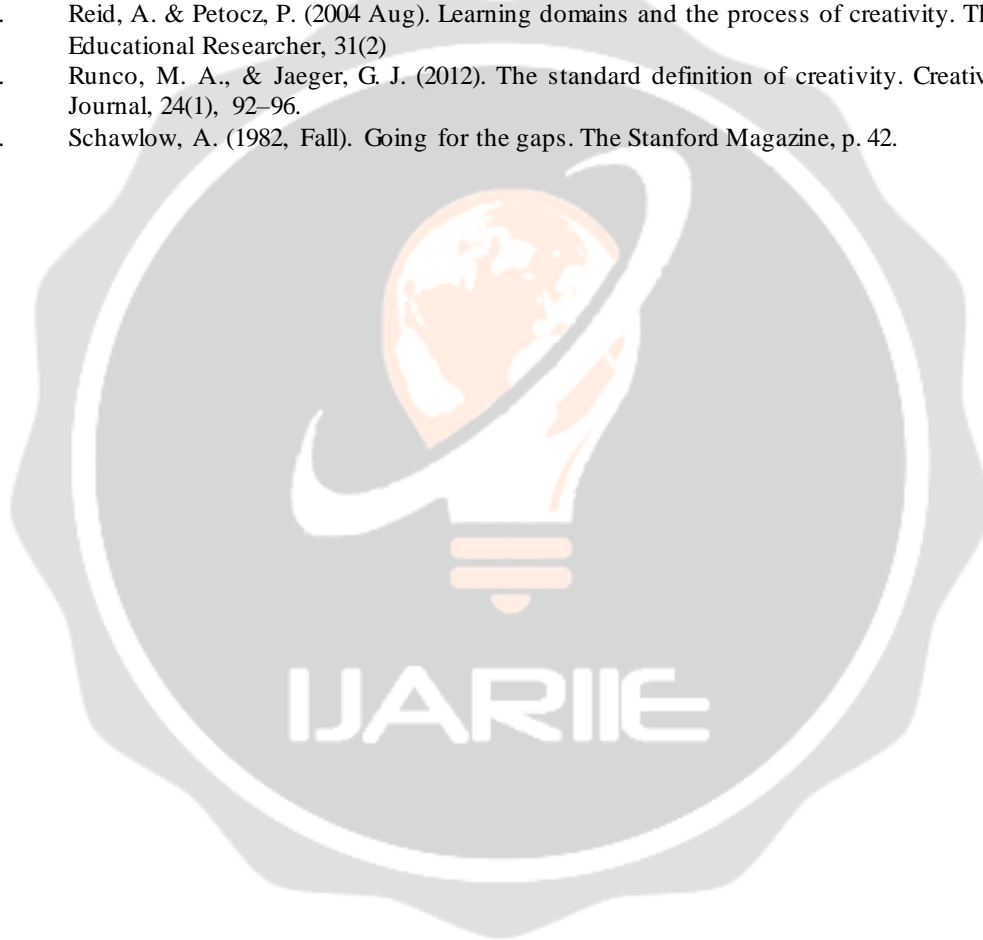 . Reid, A. & Petocz, P. (2004 Aug). Learning domains and the process of creativity. Th
Educational Researcher, 31(2)
. Runco, M. A., & Jaeger, G. J. (2012). The standard definition of creativity. Creativ
Journal, 24(1), 92–96.
. Schawlow, A. (1982, Fall). Going for the gaps. The Stanford Magazine, p. 42.
IJARIIE